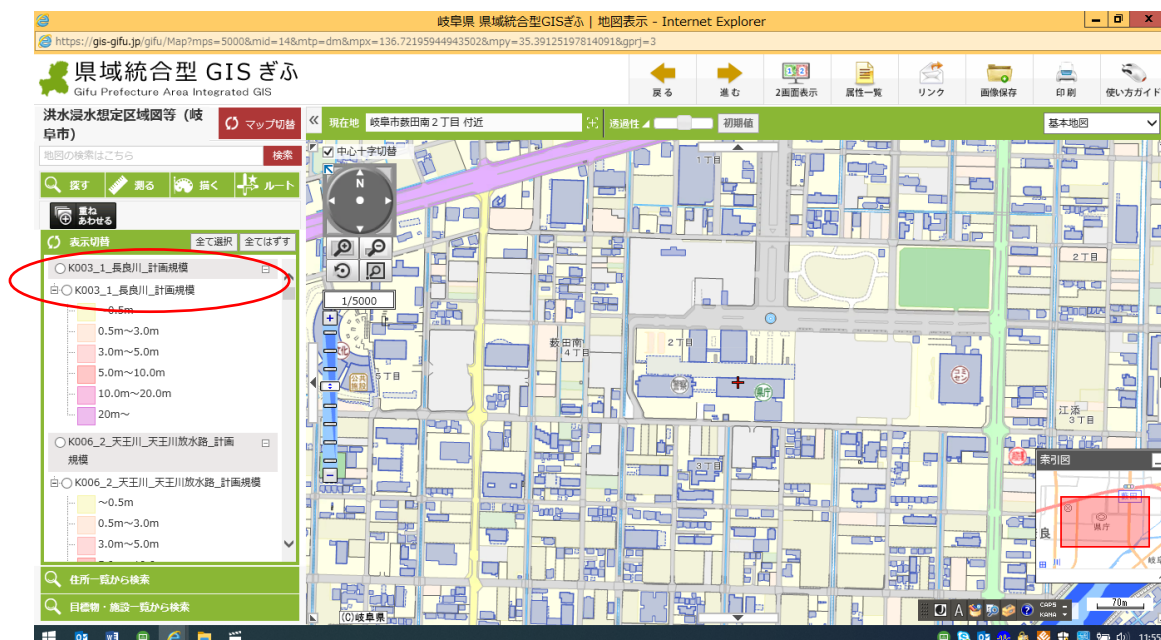 岐阜県 県域統合型GISぎふ | 地図表示 - Internet Explorer
https://gis-gifu.jp/gifu/Map?mps=5000&mid=14&mtp=dm&mpx=136.72195944943502&mpy=35.39125197814091&gprj=3
県域統合型 GIS ぎふ
Gifu Prefecture Area Integrated GIS
戻る
進む
2画面表示
属性一覧
リンク
画像保存
印刷
使い方ガイド
洪水浸水想定区域図等（岐阜市）
マップ切替
現在地
岐阜市薮田南２丁目 付近
透過性
初期値
基本地図
地図の検索はこちら
検索
中心十字切替
探す
測る
描く
ルート
重ね
あわせる
表示切替
全て選択
全てはずす
K003_1_長良川_計画規模
K003_1_長良川_計画規模
～0.5m
0.5m～3.0m
3.0m～5.0m
5.0m～10.0m
10.0m～20.0m
20m～
K006_2_天王川_天王川放水路_計画
規模
K006_2_天王川_天王川放水路_計画規模
～0.5m
0.5m～3.0m
3.0m～5.0m
住所一覧から検索
目標物・施設一覧から検索
N
1/5000
1丁目
2丁目
薮田南
4丁目
2丁目
5丁目
公共
施設
県庁
コミ
セン
江添
3丁目
3丁目
索引図
県庁
良
岐阜
(C)岐阜県
70m
A
CAPS
KANA